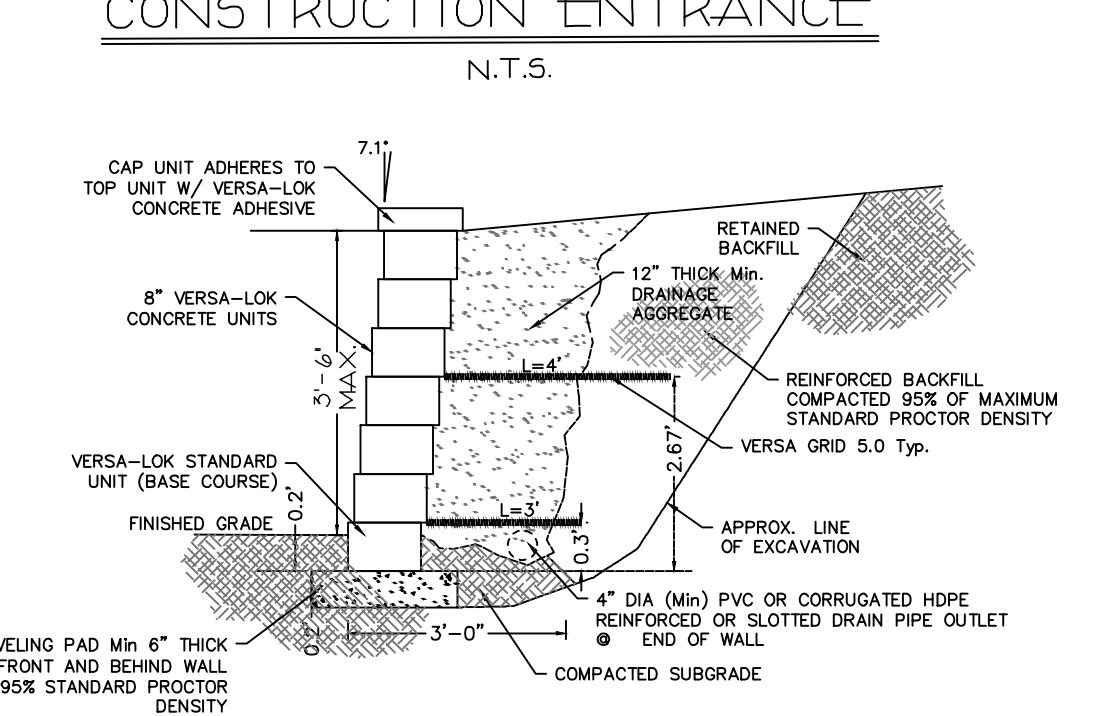 CONSTRUCTION ENTRANCE
N.T.S.
7.1°
CAP UNIT ADHERES TO
TOP UNIT W/ VERSA-LOK
CONCRETE ADHESIVE
RETAINED
BACKFILL
12" THICK Min.
DRAINAGE
AGGREGATE
8" VERSA-LOK
CONCRETE UNITS
3'-6"
MAX.
L=4'
REINFORCED BACKFILL
COMPACTED 95% OF MAXIMUM
STANDARD PROCTOR DENSITY
VERSA GRID 5.0 Typ.
2.67'
VERSA-LOK STANDARD
UNIT (BASE COURSE)
0.2'
L=3'
FINISHED GRADE
0.3'
APPROX. LINE
OF EXCAVATION
4" DIA (Min) PVC OR CORRUGATED HDPE
REINFORCED OR SLOTTED DRAIN PIPE OUTLET
@ END OF WALL
3'-0"
0.2'
VELING PAD Min 6" THICK
FRONT AND BEHIND WALL
95% STANDARD PROCTOR
DENSITY
COMPACTED SUBGRADE